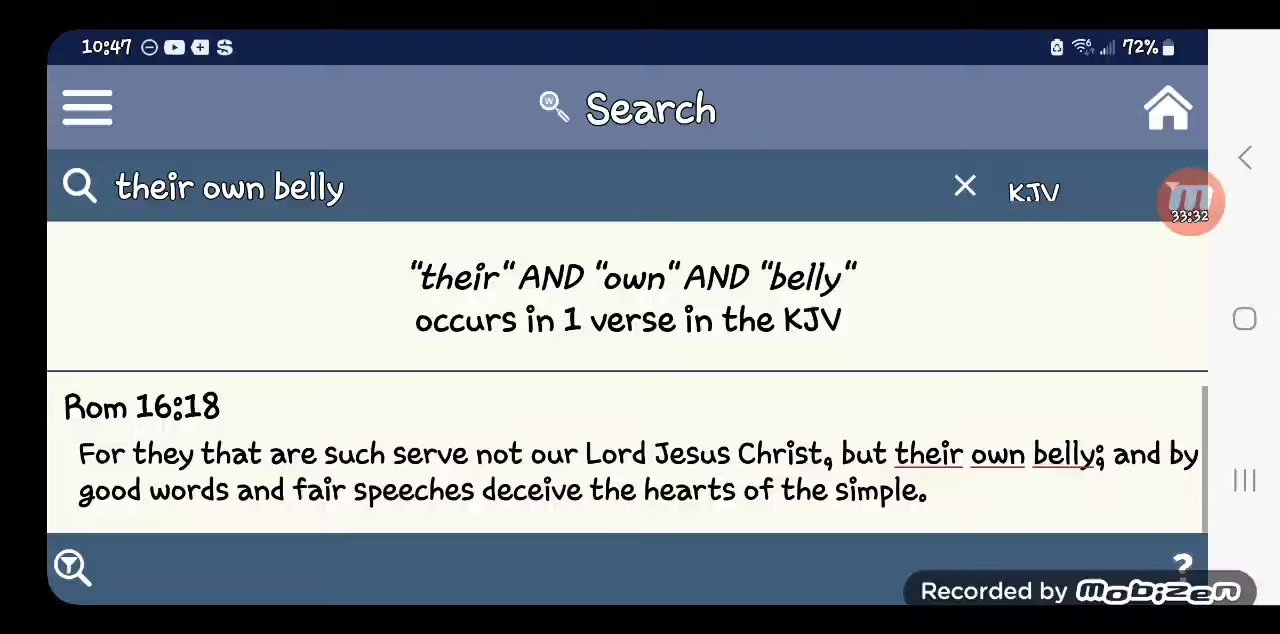 10:47 72%
Search
their own belly KJV
33:32
"their" AND "own" AND "belly"
occurs in 1 verse in the KJV
Rom 16:18
For they that are such serve not our Lord Jesus Christ, but their own belly; and by
good words and fair speeches deceive the hearts of the simple.
?
Recorded by mobizen